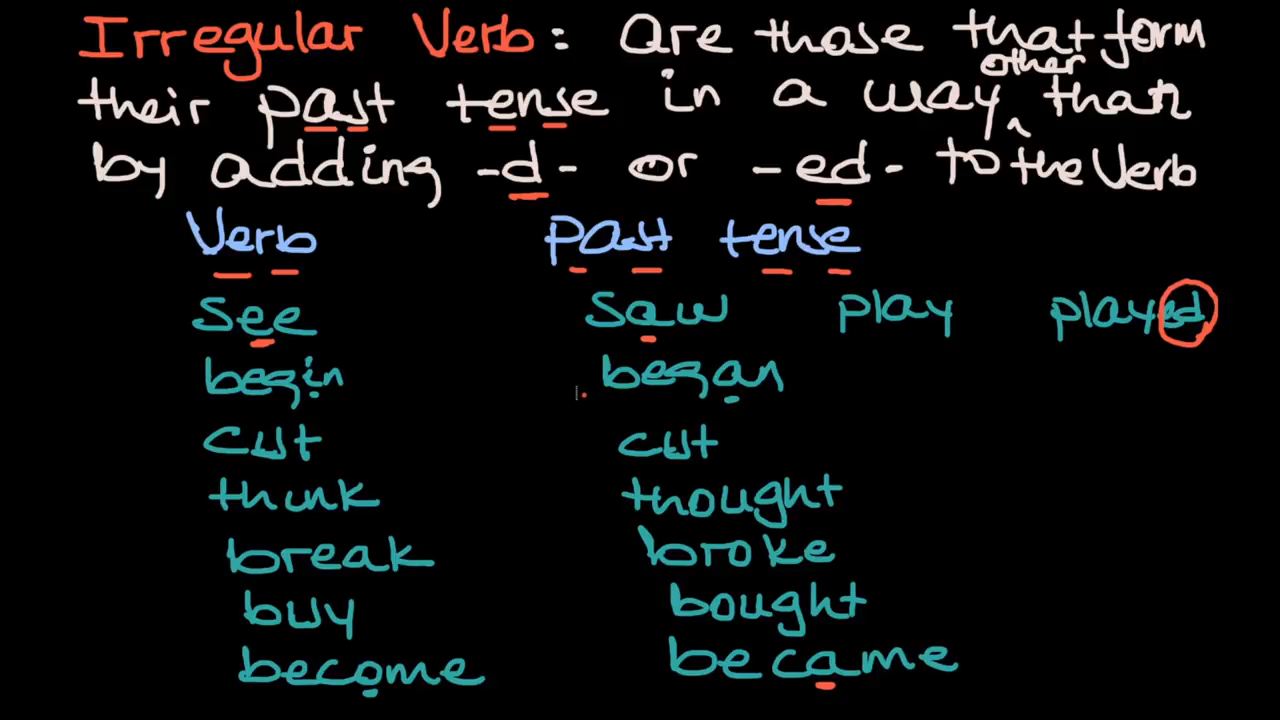 Irregular Verb: Are those that form
their past tense in a way other than
by adding -d- or -ed- to the Verb
Verb Past tense
see saw play played
begin began
cut cut
think thought
break broke
buy bought
become became